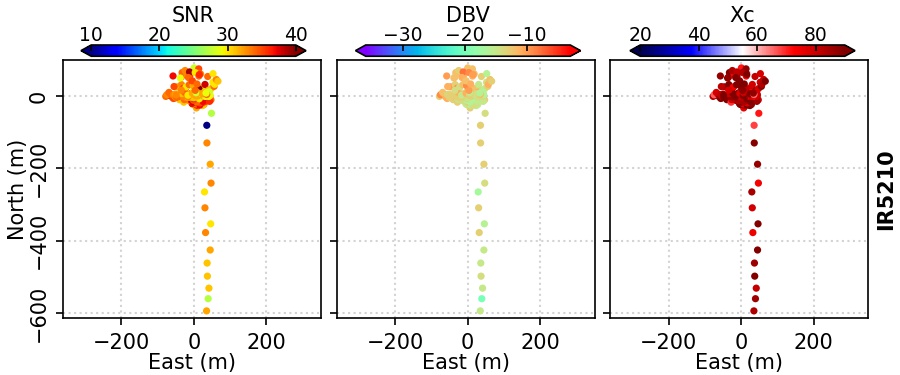 SNR DBV Xc
10 20 30 40 −30 −20 −10 20 40 60 80
North (m)
0
−200
−400
−600
IR5210
−200 0 200 −200 0 200 −200 0 200
East (m) East (m) East (m)